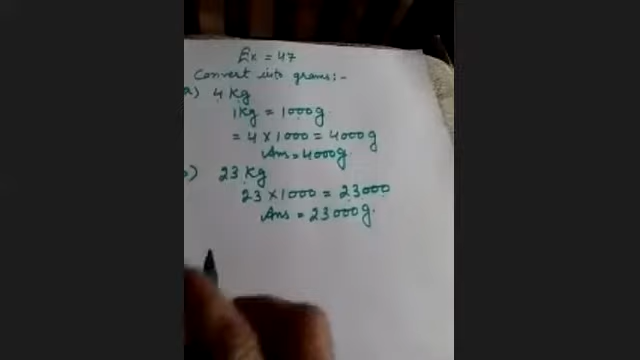 Ex = 47
Convert into grams:-
a) 4 Kg
1Kg = 1000g
= 4 × 1000 = 4000g
Ans = 4000g.
) 23 Kg
23 × 1000 = 23000
Ans = 23000g.